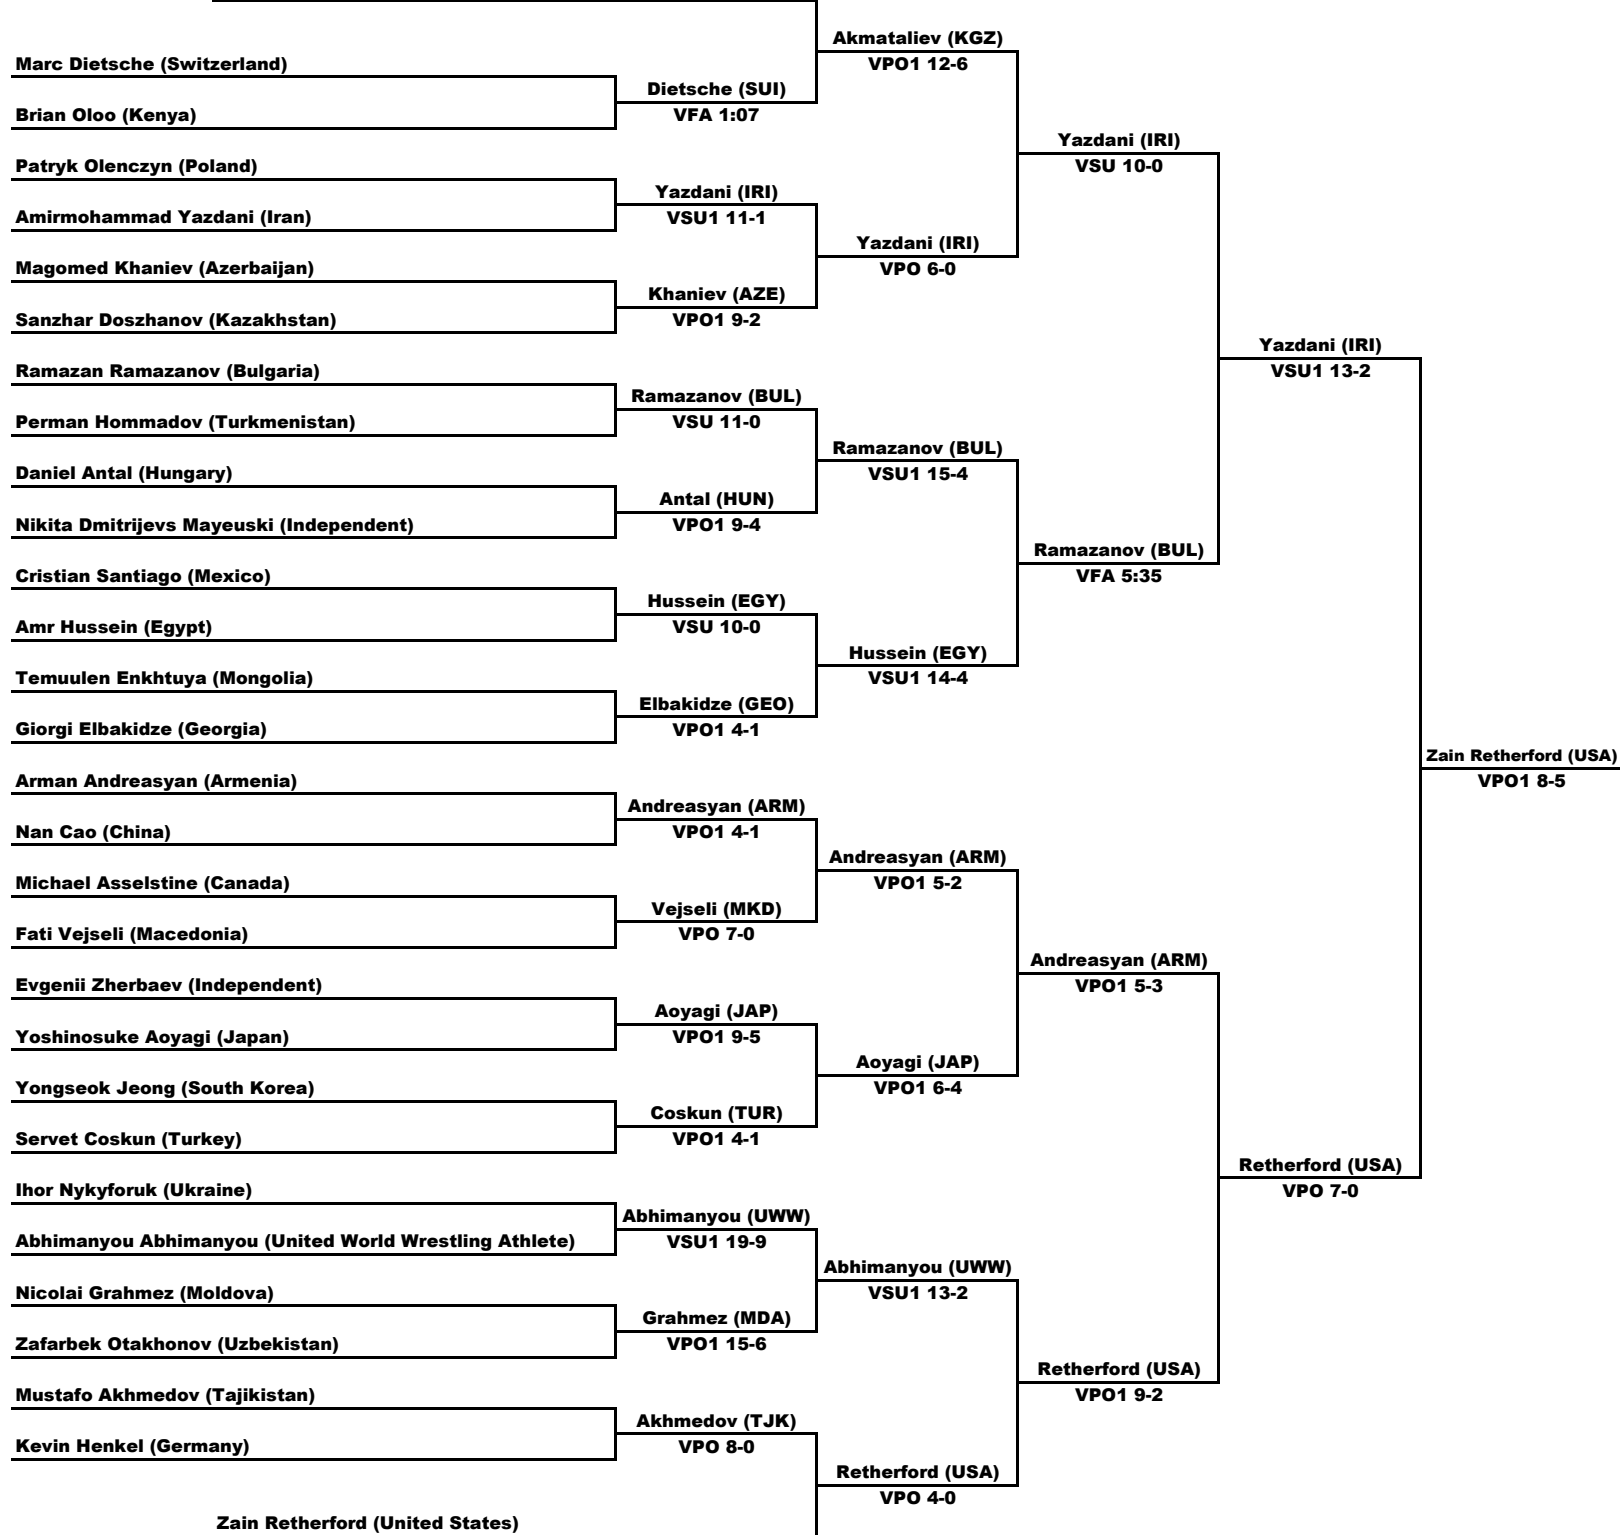 Akmataliev (KGZ)
VPO1 12-6
Marc Dietsche (Switzerland)
Dietsche (SUI)
VFA 1:07
Brian Oloo (Kenya)
Yazdani (IRI)
VSU 10-0
Patryk Olenczyn (Poland)
Yazdani (IRI)
VSU1 11-1
Amirmohammad Yazdani (Iran)
Yazdani (IRI)
VPO 6-0
Magomed Khaniev (Azerbaijan)
Khaniev (AZE)
VPO1 9-2
Sanzhar Doszhanov (Kazakhstan)
Yazdani (IRI)
VSU1 13-2
Ramazan Ramazanov (Bulgaria)
Ramazanov (BUL)
VSU 11-0
Perman Hommadov (Turkmenistan)
Ramazanov (BUL)
VSU1 15-4
Daniel Antal (Hungary)
Antal (HUN)
VPO1 9-4
Nikita Dmitrijevs Mayeuski (Independent)
Ramazanov (BUL)
VFA 5:35
Cristian Santiago (Mexico)
Hussein (EGY)
VSU 10-0
Amr Hussein (Egypt)
Hussein (EGY)
VSU1 14-4
Temuulen Enkhtuya (Mongolia)
Elbakidze (GEO)
VPO1 4-1
Giorgi Elbakidze (Georgia)
Zain Retherford (USA)
VPO1 8-5
Arman Andreasyan (Armenia)
Andreasyan (ARM)
VPO1 4-1
Nan Cao (China)
Andreasyan (ARM)
VPO1 5-2
Michael Asselstine (Canada)
Vejseli (MKD)
VPO 7-0
Fati Vejseli (Macedonia)
Andreasyan (ARM)
VPO1 5-3
Evgenii Zherbaev (Independent)
Aoyagi (JAP)
VPO1 9-5
Yoshinosuke Aoyagi (Japan)
Aoyagi (JAP)
VPO1 6-4
Yongseok Jeong (South Korea)
Coskun (TUR)
VPO1 4-1
Servet Coskun (Turkey)
Retherford (USA)
VPO 7-0
Ihor Nykyforuk (Ukraine)
Abhimanyou (UWW)
VSU1 19-9
Abhimanyou Abhimanyou (United World Wrestling Athlete)
Abhimanyou (UWW)
VSU1 13-2
Nicolai Grahmez (Moldova)
Grahmez (MDA)
VPO1 15-6
Zafarbek Otakhonov (Uzbekistan)
Retherford (USA)
VPO1 9-2
Mustafo Akhmedov (Tajikistan)
Akhmedov (TJK)
VPO 8-0
Kevin Henkel (Germany)
Retherford (USA)
VPO 4-0
Zain Retherford (United States)